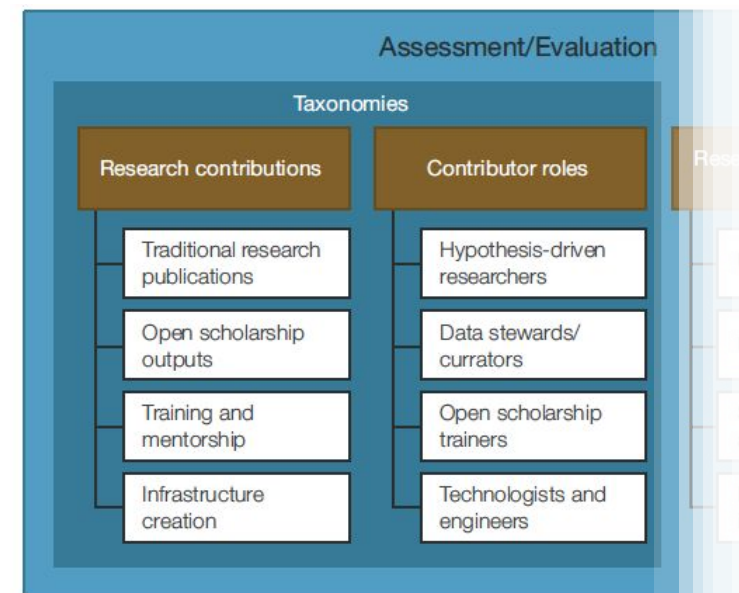 Assessment/Evaluation
Taxonomies
Research contributions
Traditional research
publications
Open scholarship
outputs
Training and
mentorship
Infrastructure
creation
Contributor roles
Hypothesis-driven
researchers
Data stewards/
currators
Open scholarship
trainers
Technologists and
engineers